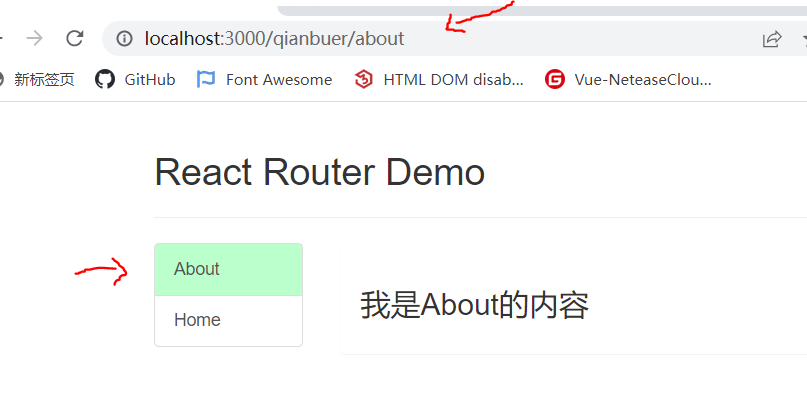 localhost:3000/qianbuer/about
新标签页 GitHub Font Awesome HTML DOM disab... Vue-NeteaseClou...
React Router Demo
About
Home
我是About的内容